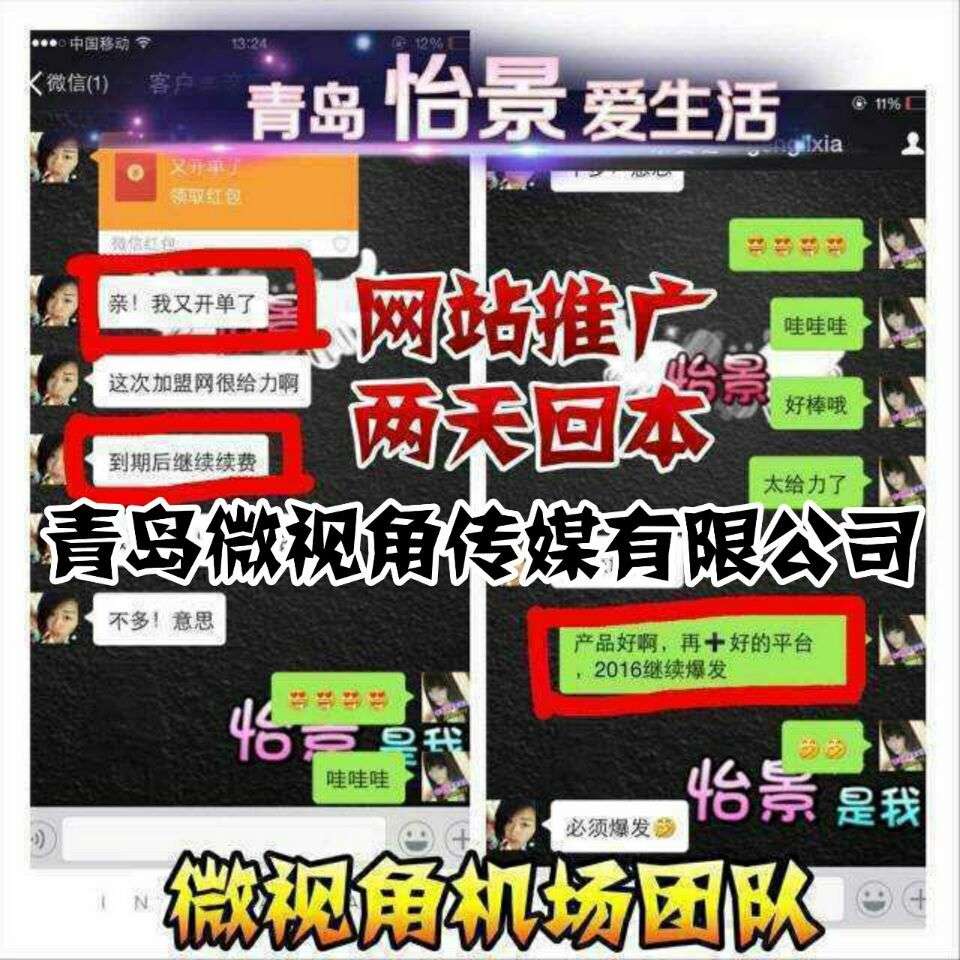 中国移动
13:24
12%
微信(1)
客户
青岛怡景爱生活
11%
又开单了
领取红包
微信红包
亲！我又开单了
这次加盟网很给力啊
到期后继续续费
网站推广
两天回本
怡景
哇哇哇
好棒哦
太给力了
青岛微视角传媒有限公司
不多！意思
哇哇哇
怡景是我
产品好啊，再➕好的平台
，2016继续爆发
怡景是我
必须爆发
微视角机场团队